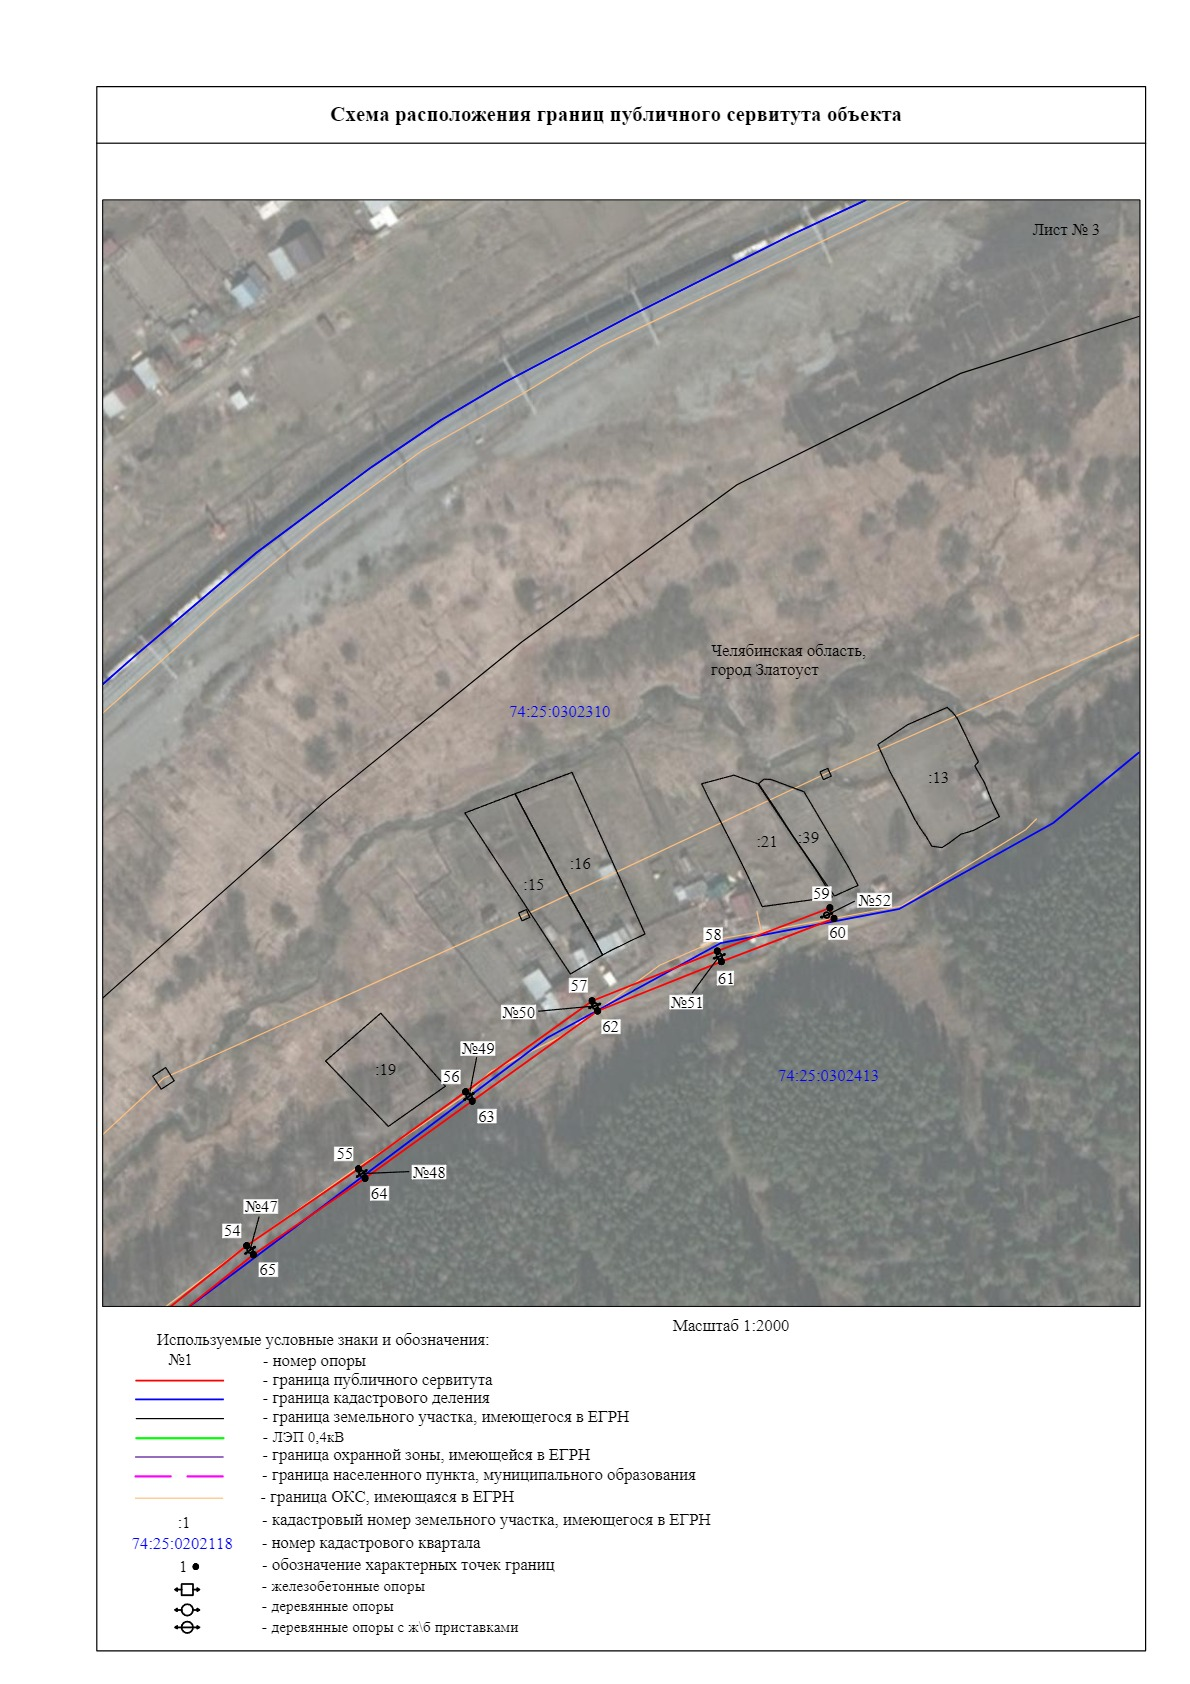 Схема расположения границ публичного сервитута объекта
Лист № 3
Челябинская область,
город Златоуст
74:25:0302310
:13
:21
:39
:16
:15
59
№52
60
58
61
57
№51
№50
62
№49
:19
56
74:25:0302413
63
55
№48
64
№47
54
65
Масштаб 1:2000
Используемые условные знаки и обозначения:
№1 - номер опоры
- граница публичного сервитута
- граница кадастрового деления
- граница земельного участка, имеющегося в ЕГРН
- ЛЭП 0,4кВ
- граница охранной зоны, имеющейся в ЕГРН
- граница населенного пункта, муниципального образования
- граница ОКС, имеющаяся в ЕГРН
:1 - кадастровый номер земельного участка, имеющегося в ЕГРН
74:25:0202118 - номер кадастрового квартала
1 - обозначение характерных точек границ
- железобетонные опоры
- деревянные опоры
- деревянные опоры с ж\б приставками